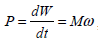 P = dW/dt = Mω